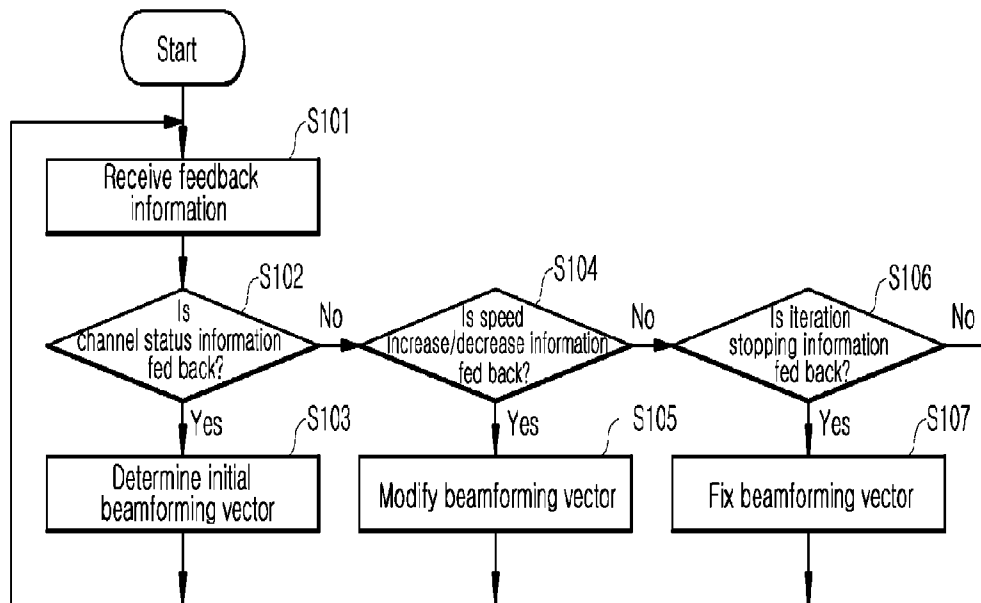 Start
S101
Receive feedback
information
S102
Is
channel status information
fed back?
No
Yes
S104
Is speed
increase/decrease information
fed back?
No
Yes
S106
Is iteration
stopping information
fed back?
No
Yes
S103
Determine initial
beamforming vector
S105
Modify beamforming vector
S107
Fix beamforming vector